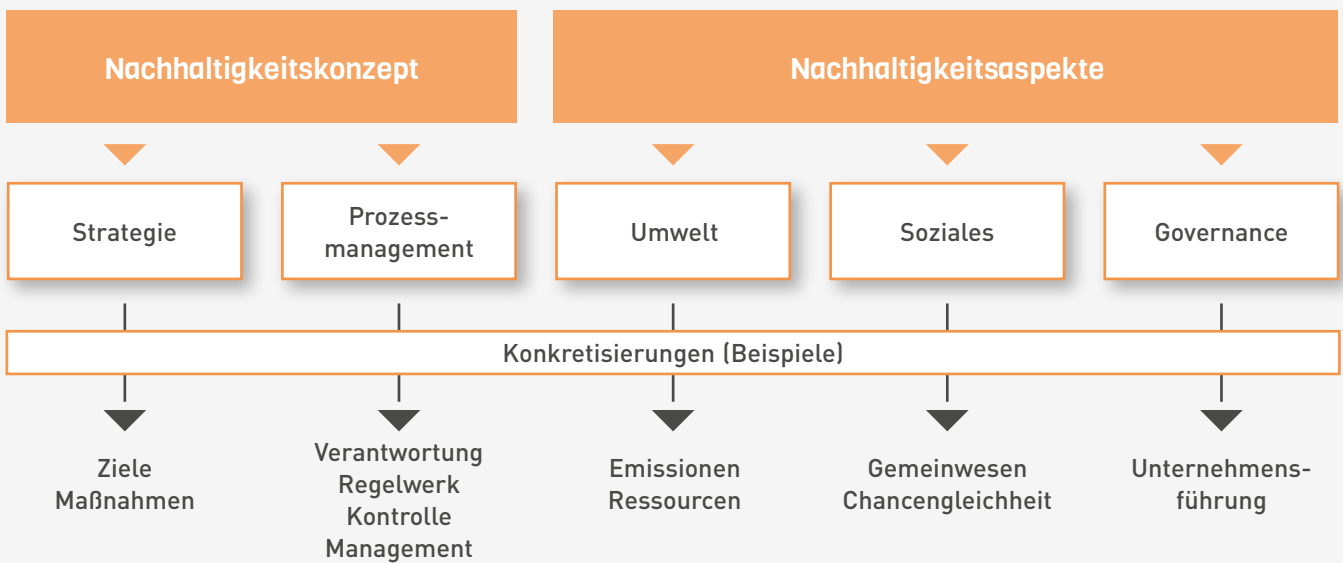 Nachhaltigkeitskonzept
Nachhaltigkeitsaspekte
Strategie
Prozess-
management
Umwelt
Soziales
Governance
Konkretisierungen (Beispiele)
Ziele
Maßnahmen
Verantwortung
Regelwerk
Kontrolle
Management
Emissionen
Ressourcen
Gemeinwesen
Chancengleichheit
Unternehmens-
führung